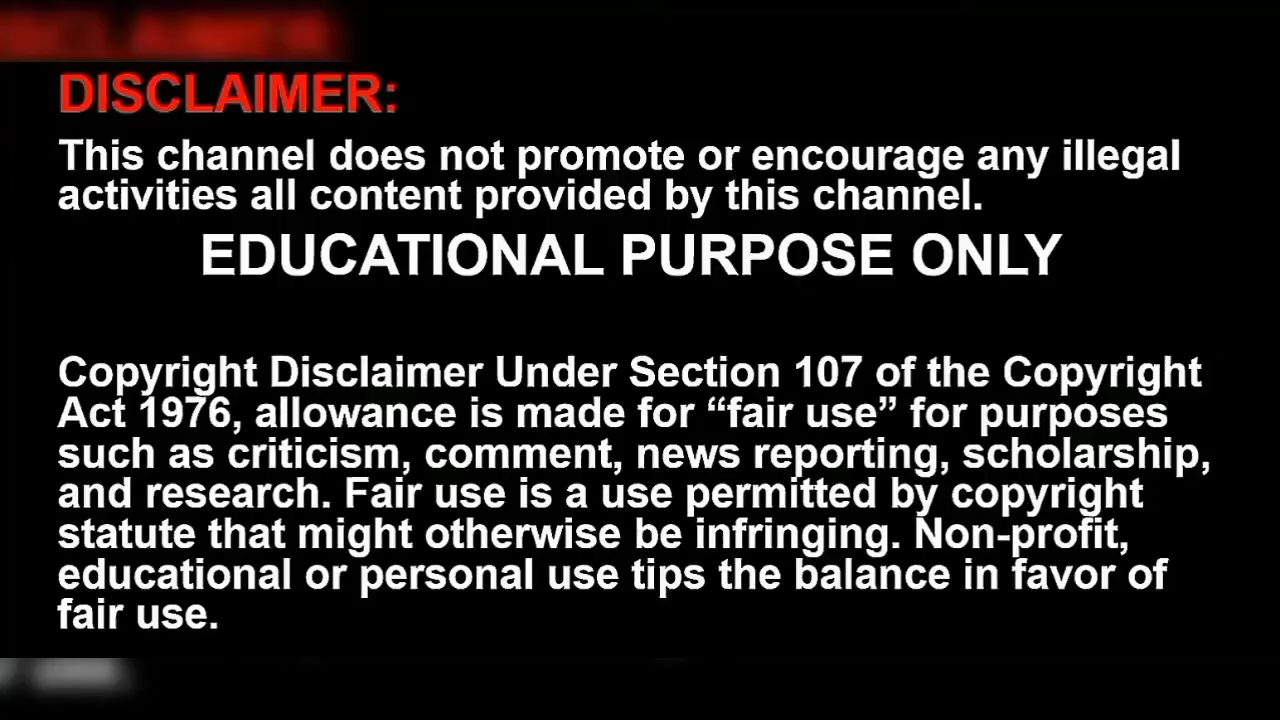 DISCLAIMER:
This channel does not promote or encourage any illegal
activities all content provided by this channel.
EDUCATIONAL PURPOSE ONLY
Copyright Disclaimer Under Section 107 of the Copyright
Act 1976, allowance is made for “fair use” for purposes
such as criticism, comment, news reporting, scholarship,
and research. Fair use is a use permitted by copyright
statute that might otherwise be infringing. Non-profit,
educational or personal use tips the balance in favor of
fair use.